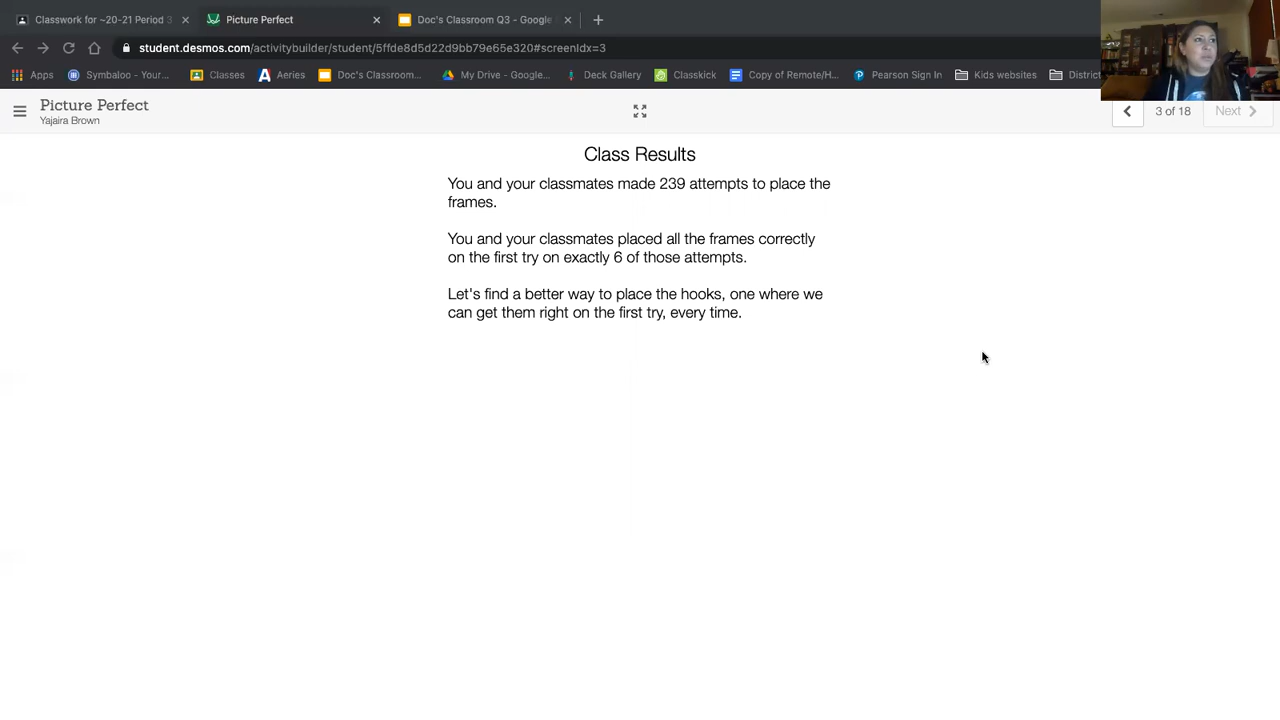 Classwork for ~20-21 Period 3
Picture Perfect
Doc's Classroom Q3 - Google
student.desmos.com/activitybuilder/student/5ffde8d5d22d9bb79e65e320#screenIdx=3
Apps
Symbaloo - Your...
Classes
Aeries
Doc's Classroom...
My Drive - Google...
Deck Gallery
Classkick
Copy of Remote/H...
Pearson Sign In
Kids websites
District
Picture Perfect
Yajaira Brown
3 of 18
Next
Class Results
You and your classmates made 239 attempts to place the
frames.
You and your classmates placed all the frames correctly
on the first try on exactly 6 of those attempts.
Let's find a better way to place the hooks, one where we
can get them right on the first try, every time.